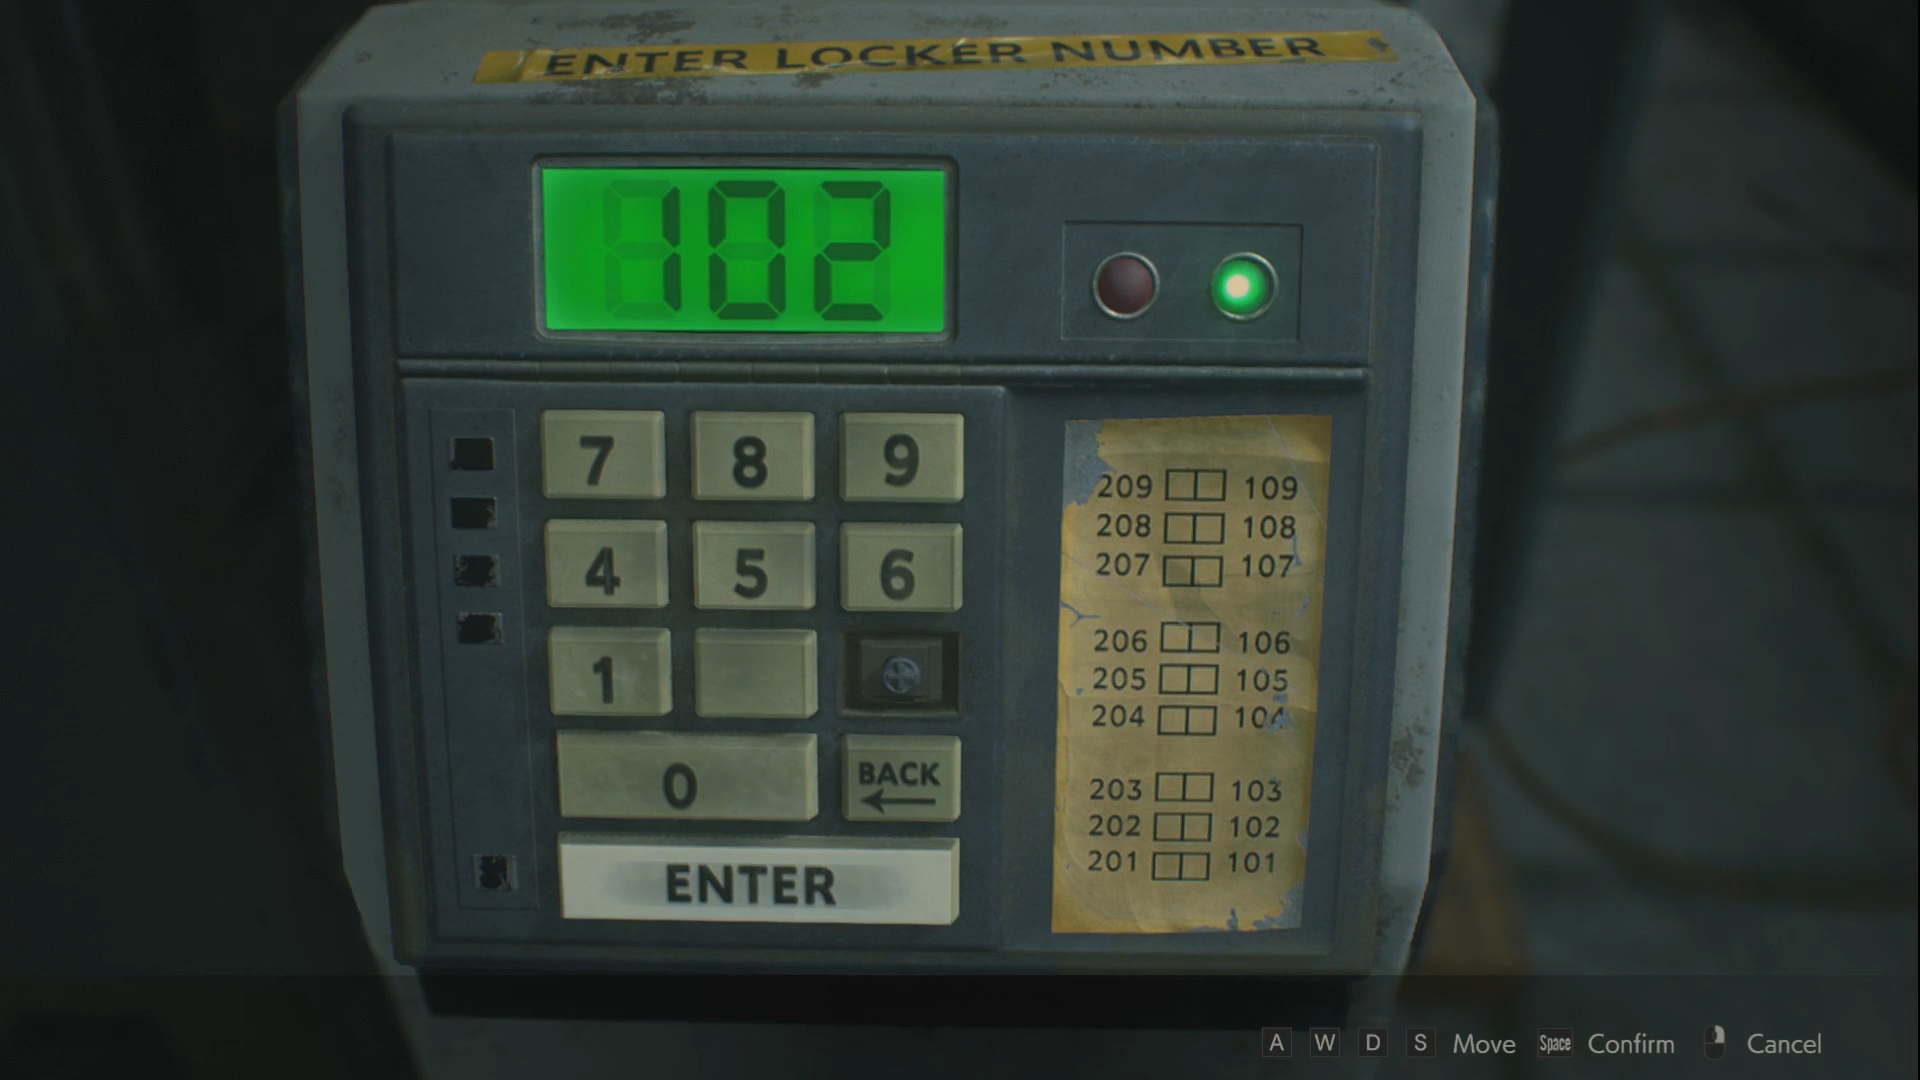 ENTER LOCKER NUMBER
102
7 8 9
4 5 6
1
0 BACK
ENTER
209 109
208 108
207 107
206 106
205 105
204 104
203 103
202 102
201 101
A W D S Move Space Confirm Cancel